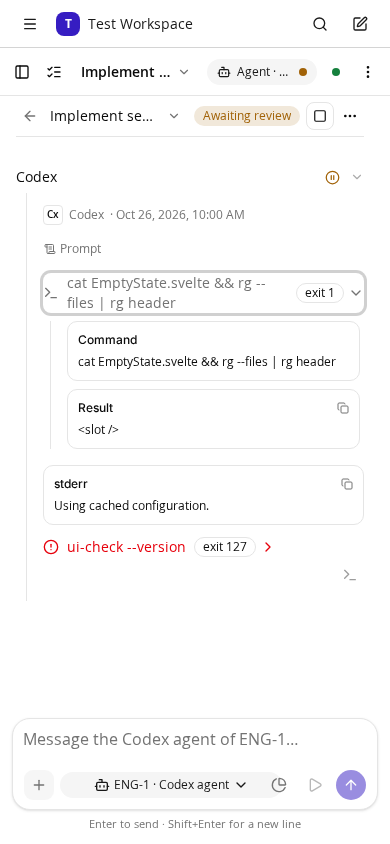 T Test Workspace
Implement ... Agent · ...
Implement se... Awaiting review
Codex
Cx Codex · Oct 26, 2026, 10:00 AM
Prompt
cat EmptyState.svelte && rg --
files | rg header
exit 1
Command
cat EmptyState.svelte && rg --files | rg header
Result
<slot />
stderr
Using cached configuration.
ui-check --version exit 127
Message the Codex agent of ENG-1...
ENG-1 · Codex agent
Enter to send · Shift+Enter for a new line